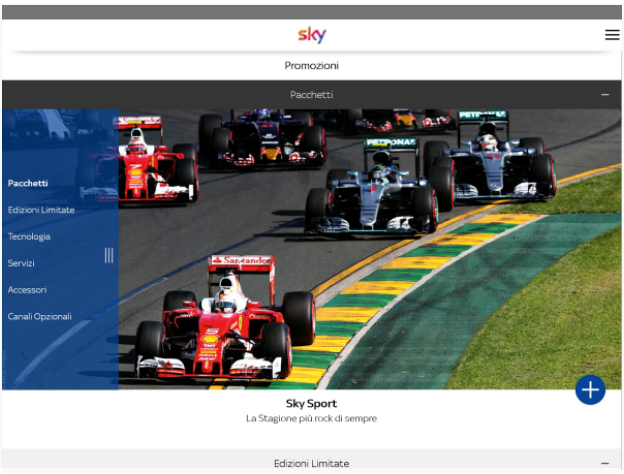 sky
Promozioni
Pacchetti
Pacchetti
Edizioni Limitate
Tecnologia
Servizi
Accessori
Canali Opzionali
PETRONAS
Santander
5
Sky Sport
La Stagione più rock di sempre
Edizioni Limitate